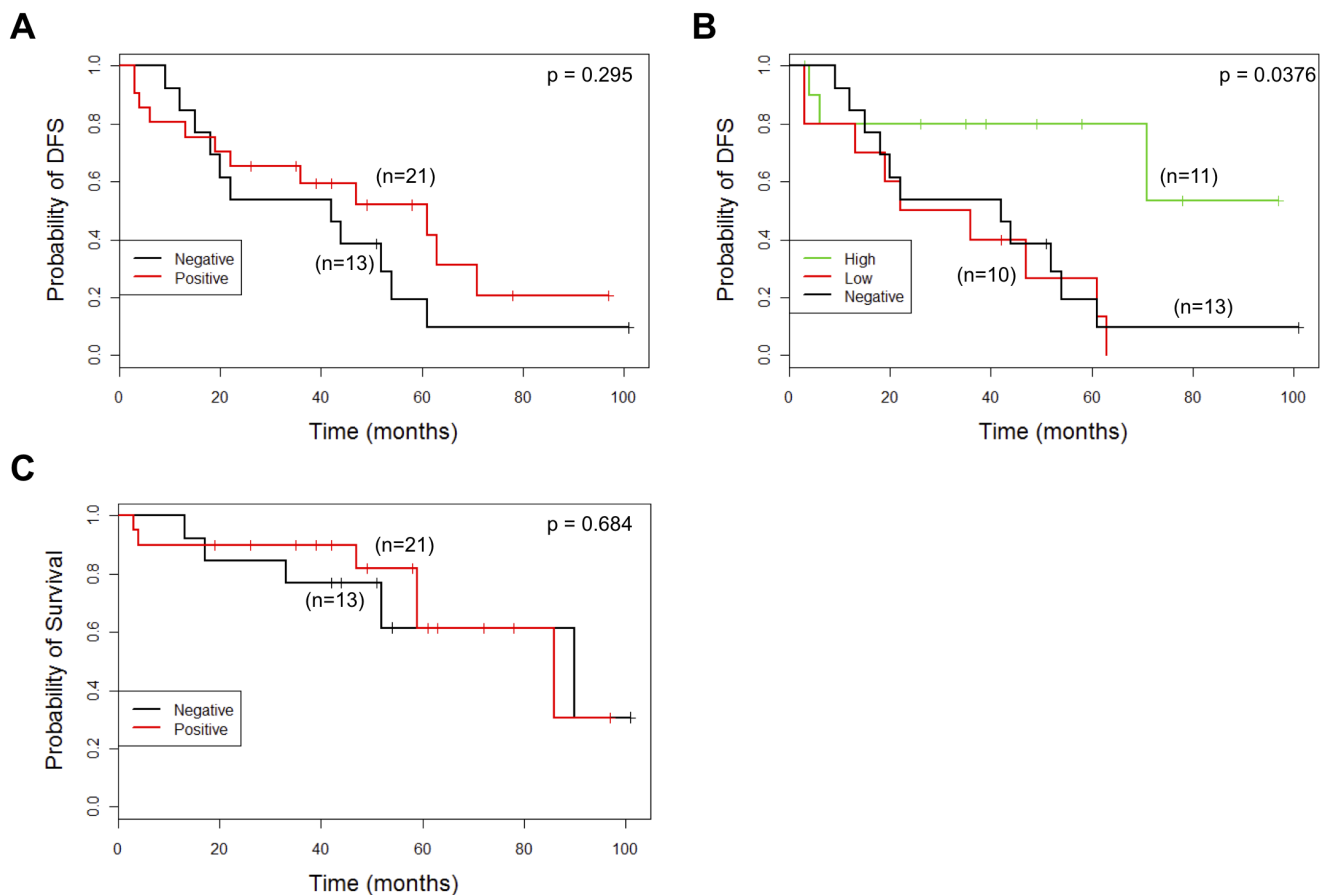 A
p = 0.295
Probability of DFS
1.0
0.8
0.6
0.4
0.2
0.0
(n=21)
(n=13)
Negative
Positive
0 20 40 60 80 100
Time (months)
B
p = 0.0376
Probability of DFS
1.0
0.8
0.6
0.4
0.2
0.0
(n=11)
(n=10)
(n=13)
High
Low
Negative
0 20 40 60 80 100
Time (months)
C
p = 0.684
Probability of Survival
1.0
0.8
0.6
0.4
0.2
0.0
(n=21)
(n=13)
Negative
Positive
0 20 40 60 80 100
Time (months)